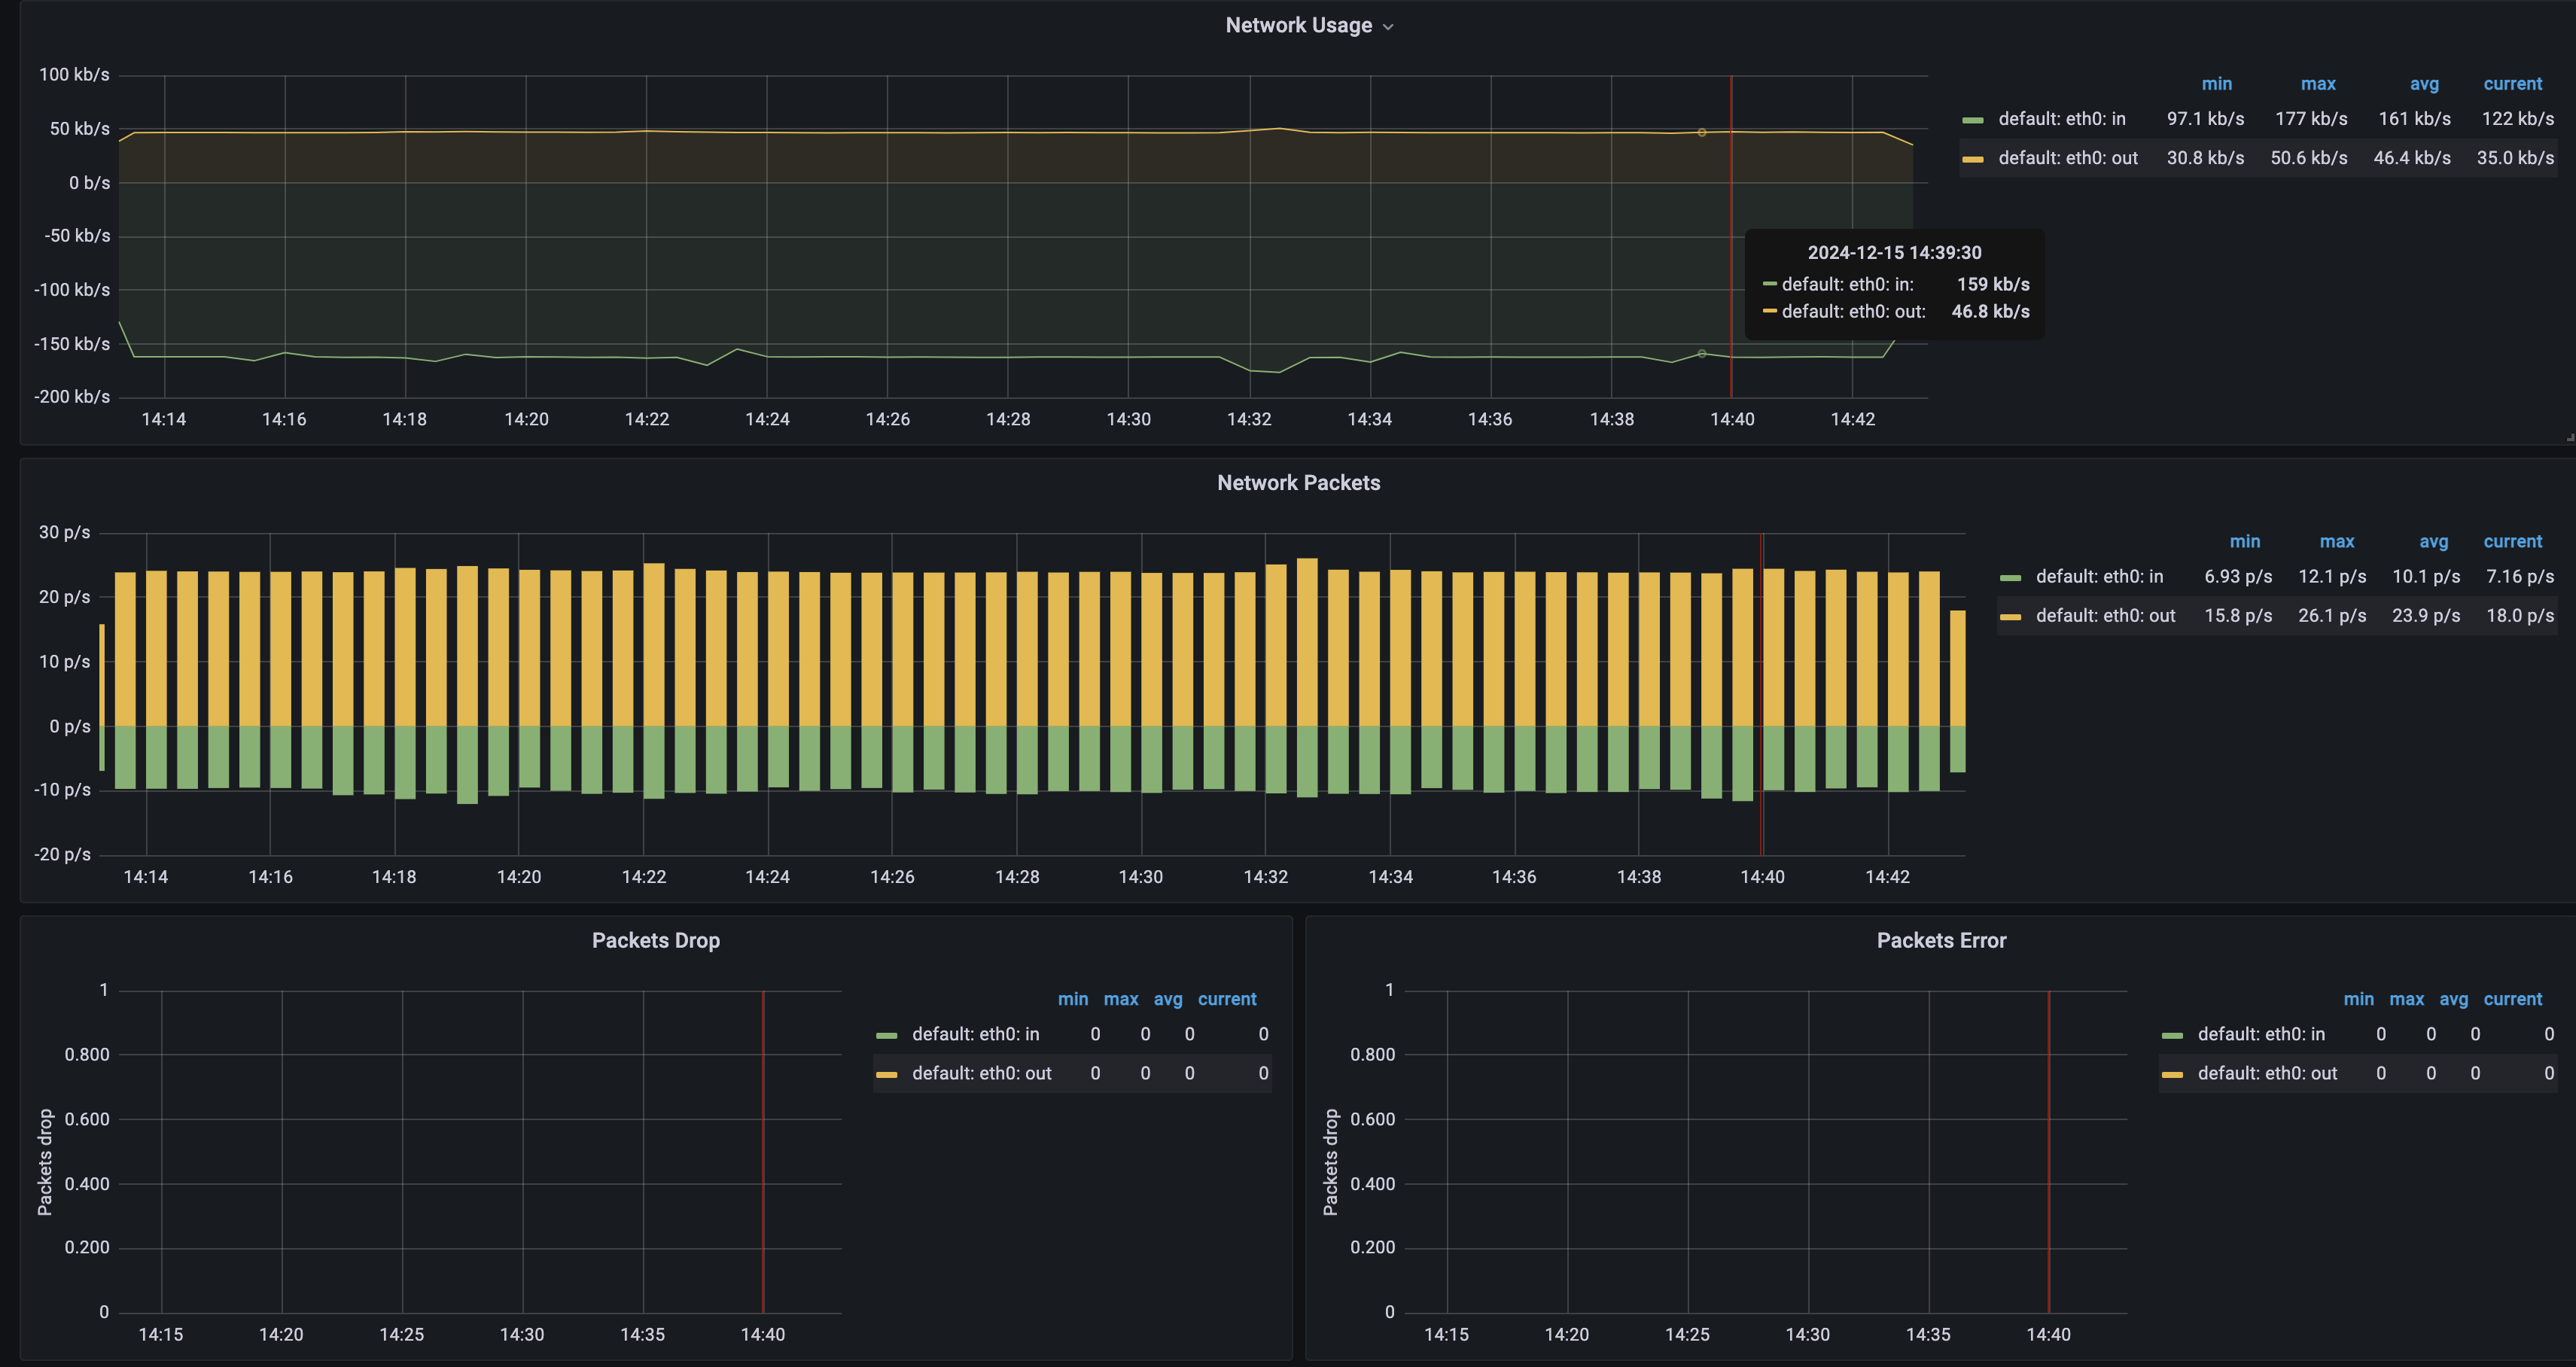 Network Usage
100 kb/s
50 kb/s
0 b/s
-50 kb/s
-100 kb/s
-150 kb/s
-200 kb/s
14:14 14:16 14:18 14:20 14:22 14:24 14:26 14:28 14:30 14:32 14:34 14:36 14:38 14:40 14:42
min max avg current
default: eth0: in 97.1 kb/s 177 kb/s 161 kb/s 122 kb/s
default: eth0: out 30.8 kb/s 50.6 kb/s 46.4 kb/s 35.0 kb/s
2024-12-15 14:39:30
default: eth0: in: 159 kb/s
default: eth0: out: 46.8 kb/s
Network Packets
30 p/s
20 p/s
10 p/s
0 p/s
-10 p/s
-20 p/s
14:14 14:16 14:18 14:20 14:22 14:24 14:26 14:28 14:30 14:32 14:34 14:36 14:38 14:40 14:42
min max avg current
default: eth0: in 6.93 p/s 12.1 p/s 10.1 p/s 7.16 p/s
default: eth0: out 15.8 p/s 26.1 p/s 23.9 p/s 18.0 p/s
Packets Drop
Packets drop
1
0.800
0.600
0.400
0.200
0
14:15 14:20 14:25 14:30 14:35 14:40
min max avg current
default: eth0: in 0 0 0 0
default: eth0: out 0 0 0 0
Packets Error
Packets drop
1
0.800
0.600
0.400
0.200
0
14:15 14:20 14:25 14:30 14:35 14:40
min max avg current
default: eth0: in 0 0 0 0
default: eth0: out 0 0 0 0